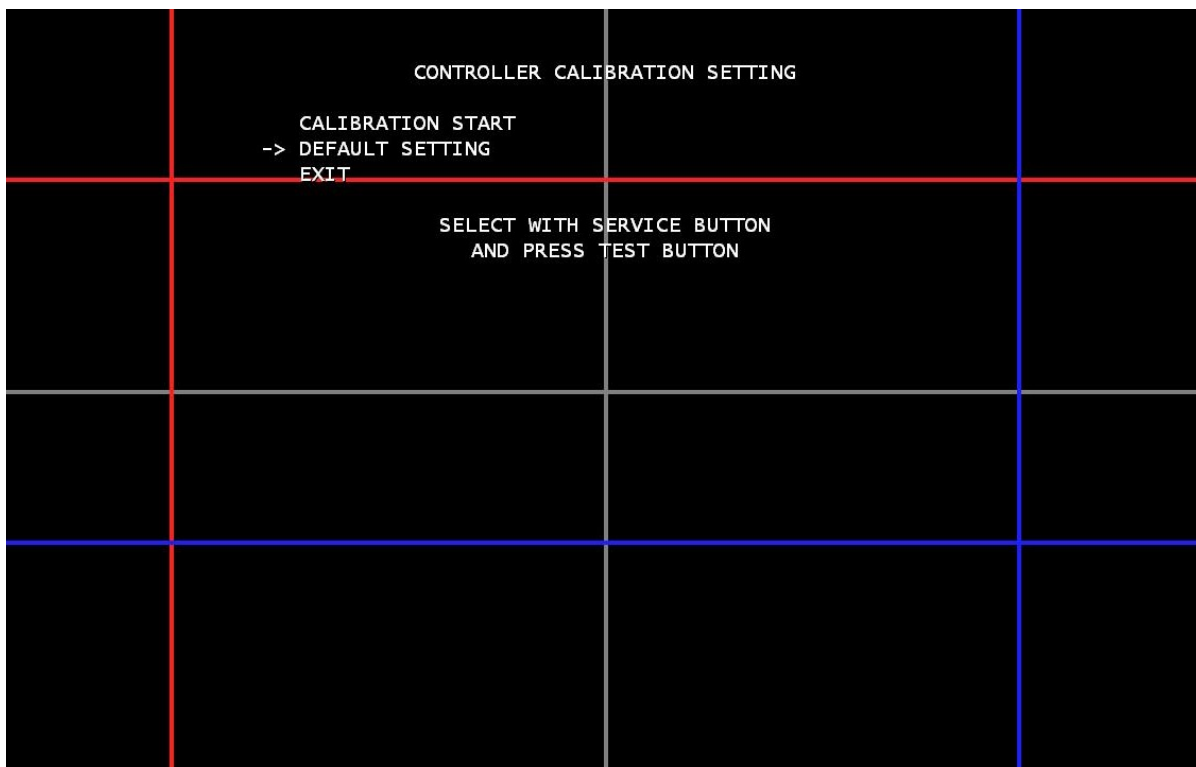 CONTROLLER CALIBRATION SETTING
CALIBRATION START
-> DEFAULT SETTING
EXIT
SELECT WITH SERVICE BUTTON
AND PRESS TEST BUTTON